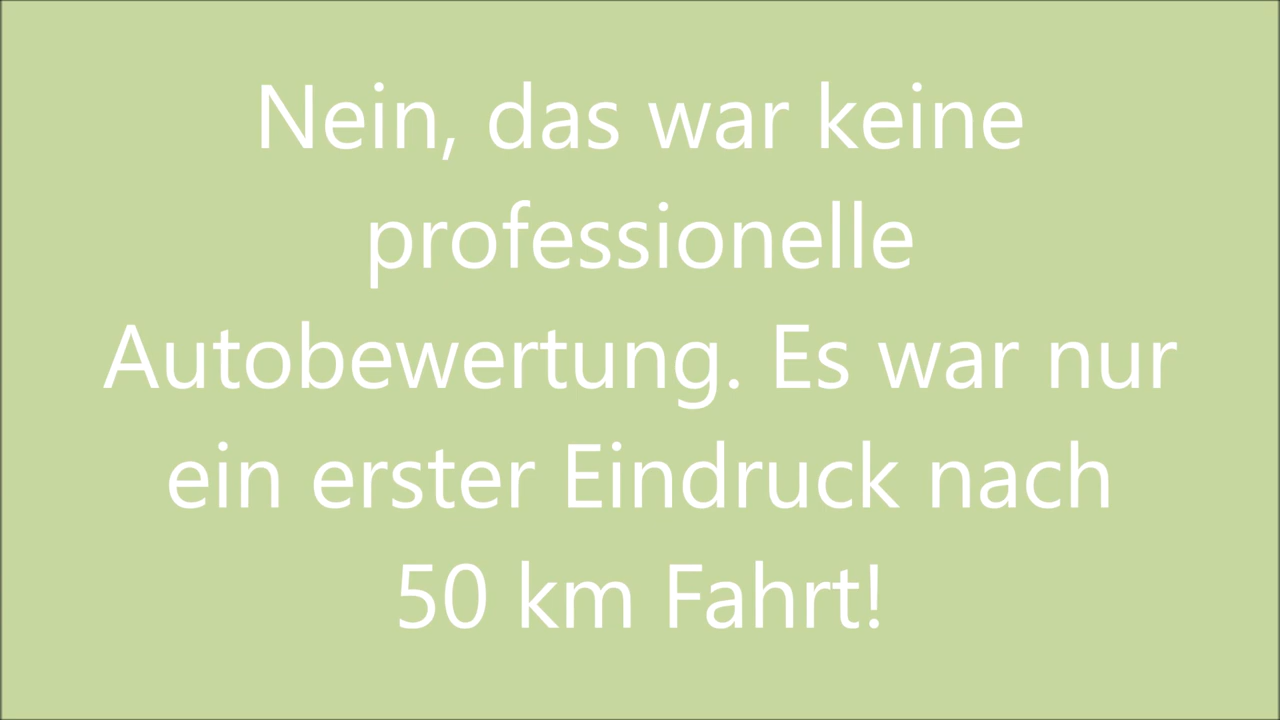 Nein, das war keine
professionelle
Autobewertung. Es war nur
ein erster Eindruck nach
50 km Fahrt!